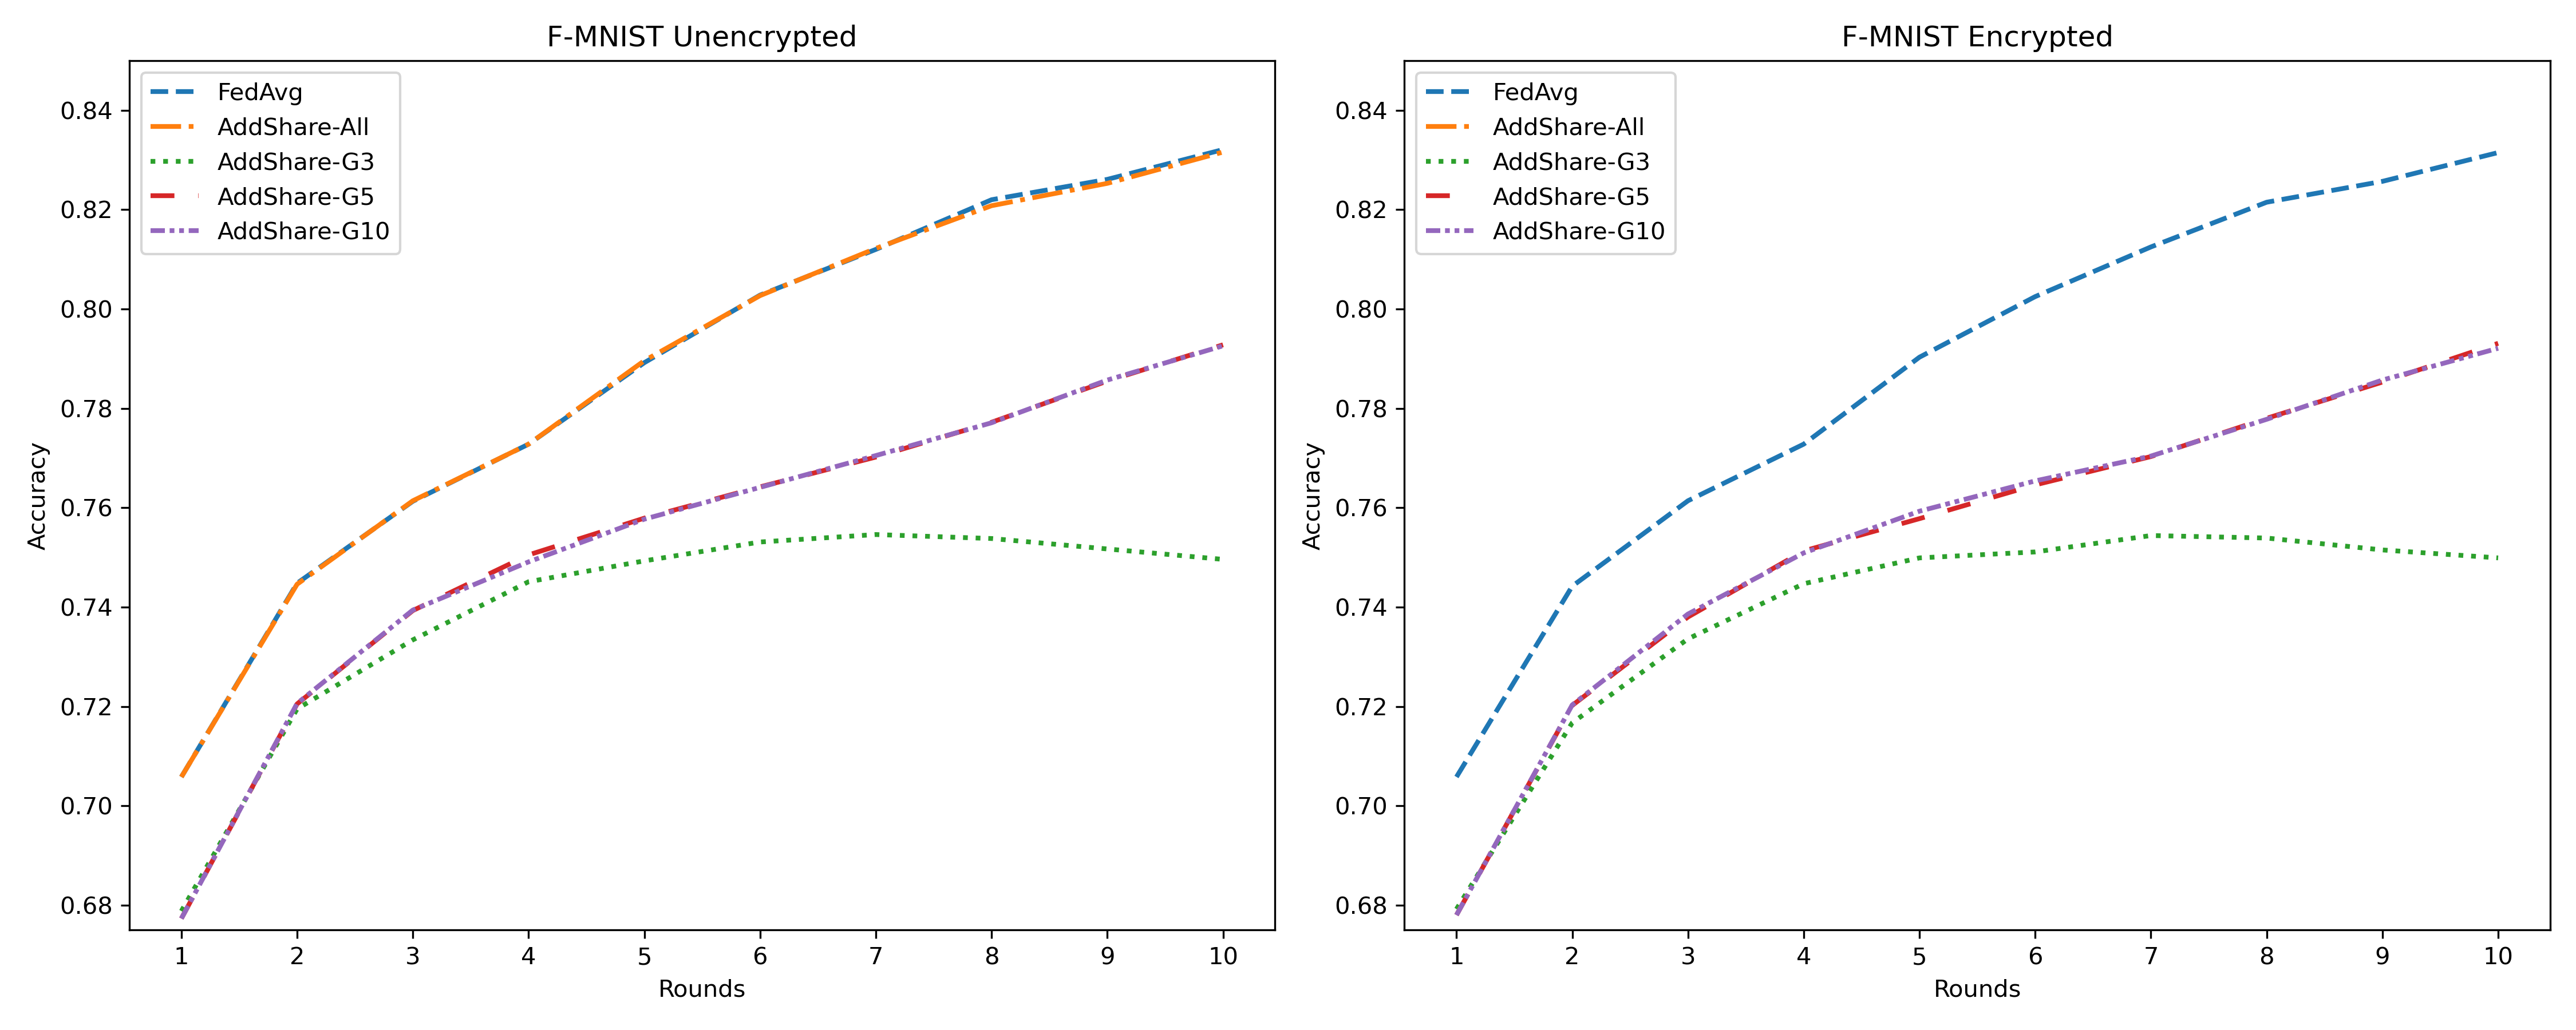 F-MNIST Unencrypted
FedAvg
AddShare-All
AddShare-G3
AddShare-G5
AddShare-G10
0.84
0.82
0.80
0.78
0.76
0.74
0.72
0.70
0.68
Accuracy
1 2 3 4 5 6 7 8 9 10
Rounds
F-MNIST Encrypted
FedAvg
AddShare-All
AddShare-G3
AddShare-G5
AddShare-G10
0.84
0.82
0.80
0.78
0.76
0.74
0.72
0.70
0.68
Accuracy
1 2 3 4 5 6 7 8 9 10
Rounds